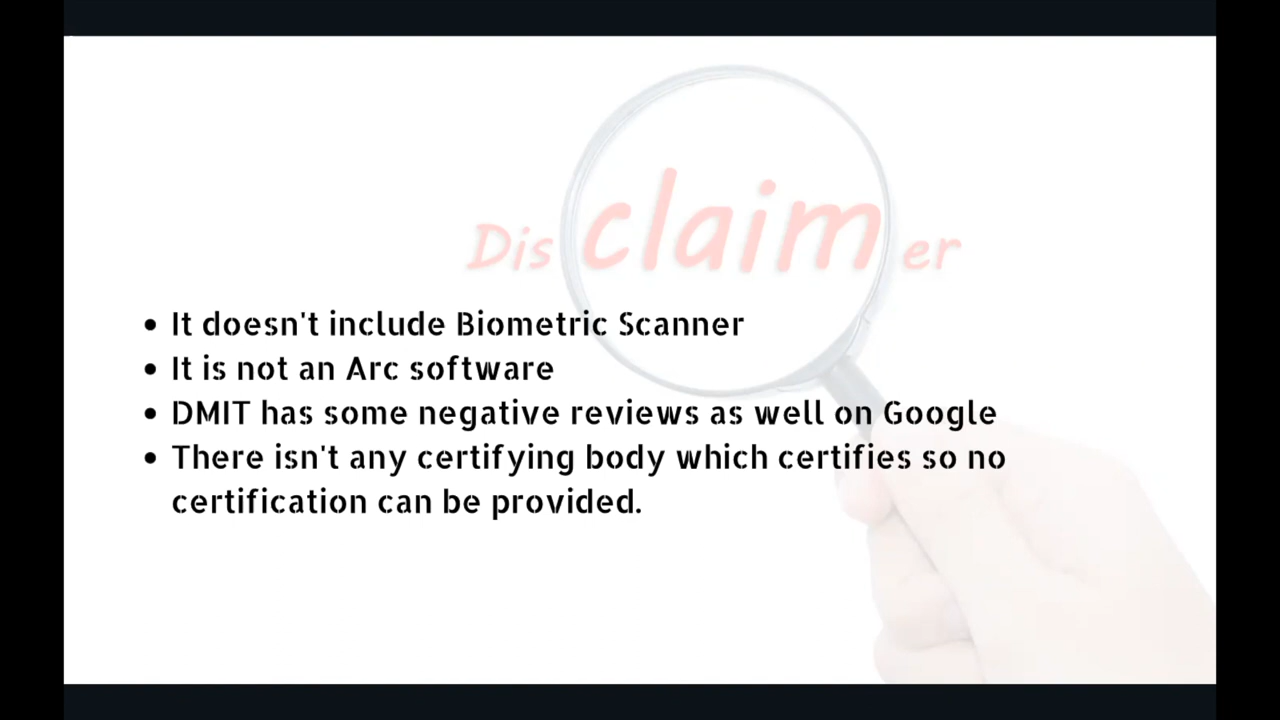 Disclaimer
• It doesn't include Biometric Scanner
• It is not an Arc software
• DMIT has some negative reviews as well on Google
• There isn't any certifying body which certifies so no
certification can be provided.